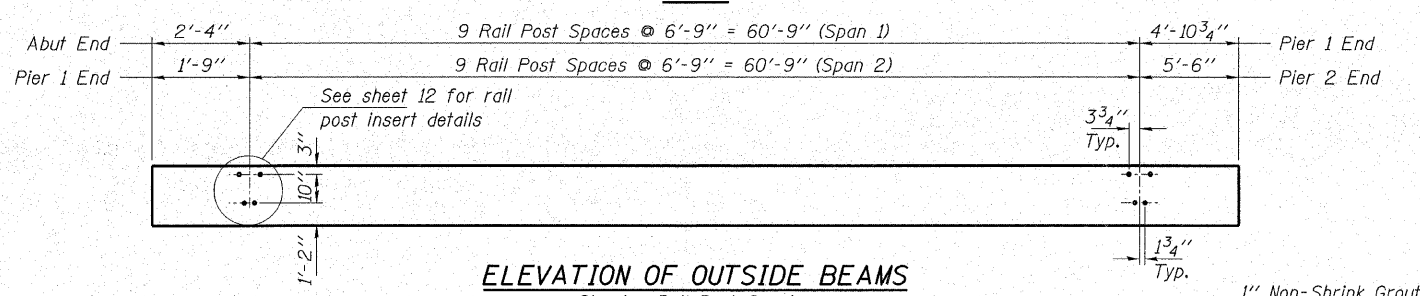 2'-4"
9 Rail Post Spaces @ 6'-9" = 60'-9" (Span 1)
4'-10¾"
Abut End
Pier 1 End
1'-9"
9 Rail Post Spaces @ 6'-9" = 60'-9" (Span 2)
5'-6"
Pier 1 End
Pier 2 End
See sheet 12 for rail
post insert details
3"
3¾"
Typ.
10"
1'-2"
1¾"
Typ.
ELEVATION OF OUTSIDE BEAMS
1" Non-Shrink Grout